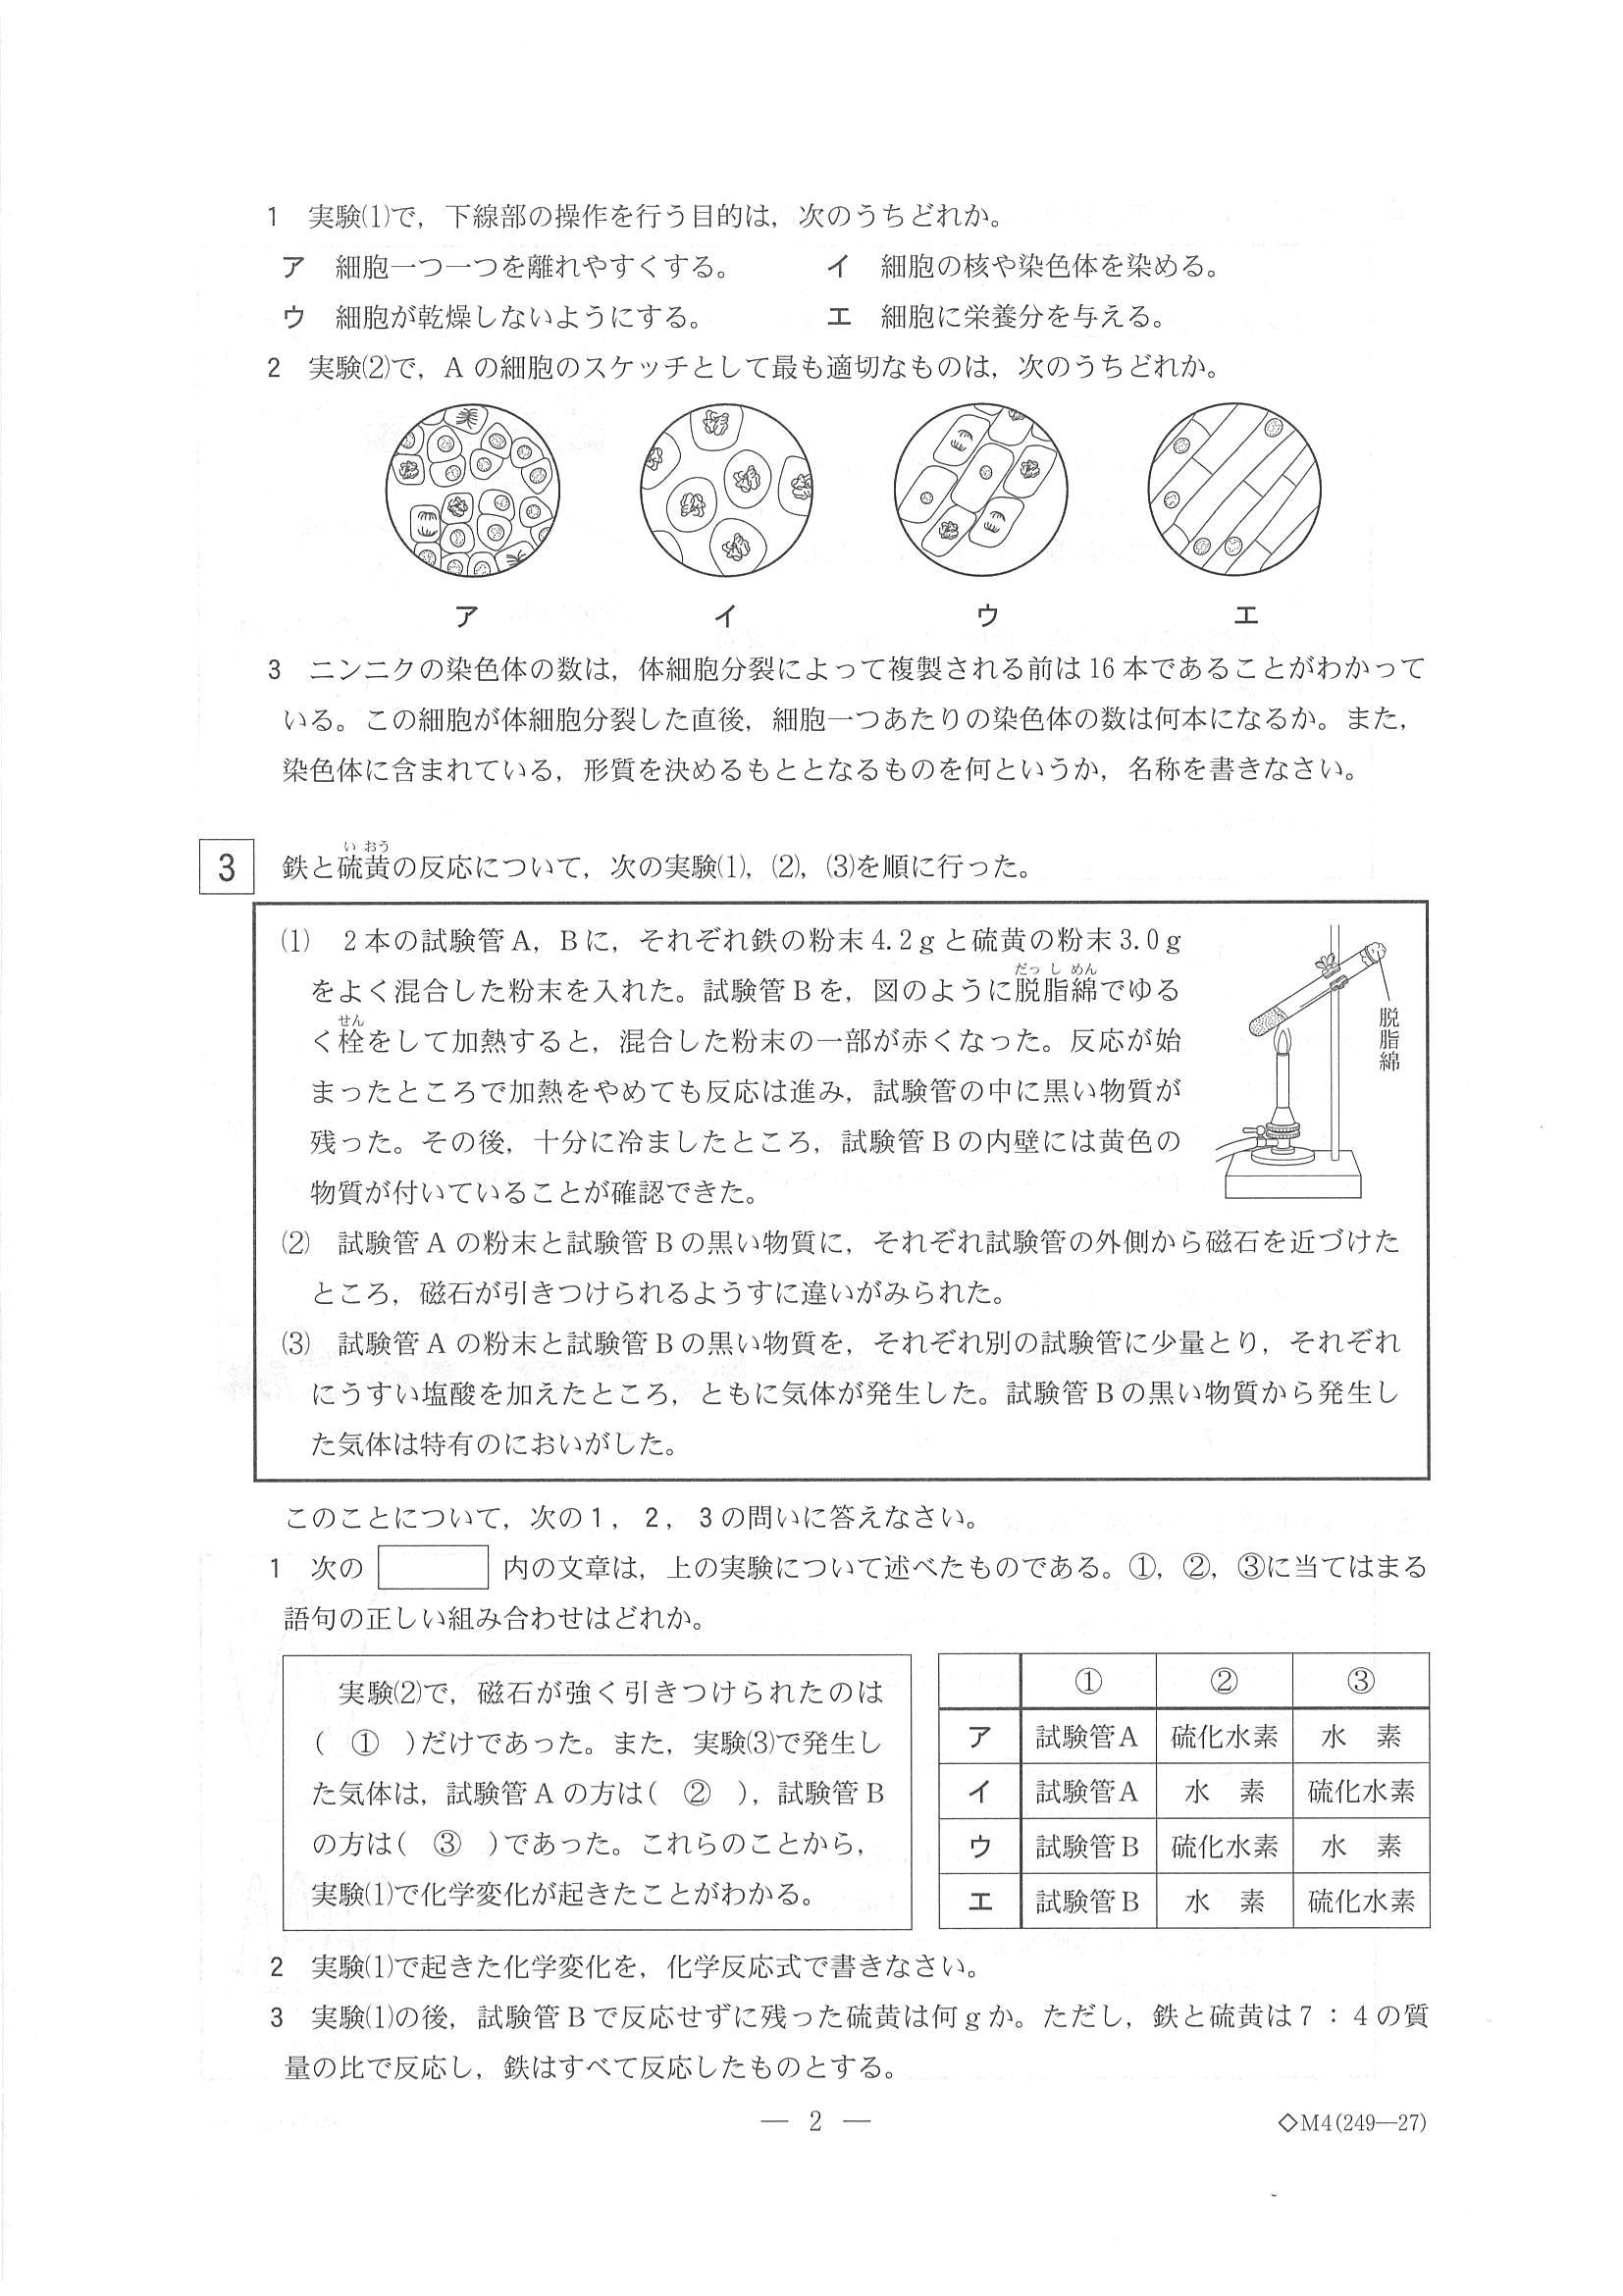 1　実験⑴で，下線部の操作を行う目的は，次のうちどれか。
ア　細胞一つ一つを離れやすくする。　イ　細胞の核や染色体を染める。
ウ　細胞が乾燥しないようにする。　エ　細胞に栄養分を与える。
2　実験⑵で，Aの細胞のスケッチとして最も適切なものは，次のうちどれか。
ア　イ　ウ　エ
3　ニンニクの染色体の数は，体細胞分裂によって複製される前は16本であることがわかって
いる。この細胞が体細胞分裂した直後，細胞一つあたりの染色体の数は何本になるか。また，
染色体に含まれている，形質を決めるもととなるものを何というか，名称を書きなさい。
い おう
3　鉄と硫黄の反応について，次の実験⑴，⑵，⑶を順に行った。
⑴　2本の試験管A，Bに，それぞれ鉄の粉末4.2gと硫黄の粉末3.0g
だっ し めん
をよく混合した粉末を入れた。試験管Bを，図のように脱脂綿でゆる
せん
く栓をして加熱すると，混合した粉末の一部が赤くなった。反応が始
まったところで加熱をやめても反応は進み，試験管の中に黒い物質が
残った。その後，十分に冷ましたところ，試験管Bの内壁には黄色の
物質が付いていることが確認できた。
脱脂綿
⑵　試験管Aの粉末と試験管Bの黒い物質に，それぞれ試験管の外側から磁石を近づけた
ところ，磁石が引きつけられるようすに違いがみられた。
⑶　試験管Aの粉末と試験管Bの黒い物質を，それぞれ別の試験管に少量とり，それぞれ
にうすい塩酸を加えたところ，ともに気体が発生した。試験管Bの黒い物質から発生し
た気体は特有のにおいがした。
このことについて，次の1，2，3の問いに答えなさい。
1　次の　　　内の文章は，上の実験について述べたものである。①，②，③に当てはまる
語句の正しい組み合わせはどれか。
実験⑵で，磁石が強く引きつけられたのは
(　①　)だけであった。また，実験⑶で発生し
た気体は，試験管Aの方は(　②　)，試験管B
の方は(　③　)であった。これらのことから，
実験⑴で化学変化が起きたことがわかる。
①　②　③
ア　試験管A　硫化水素　水　素
イ　試験管A　水　素　硫化水素
ウ　試験管B　硫化水素　水　素
エ　試験管B　水　素　硫化水素
2　実験⑴で起きた化学変化を，化学反応式で書きなさい。
3　実験⑴の後，試験管Bで反応せずに残った硫黄は何gか。ただし，鉄と硫黄は7：4の質
量の比で反応し，鉄はすべて反応したものとする。
— 2 —
◇M4(249—27)